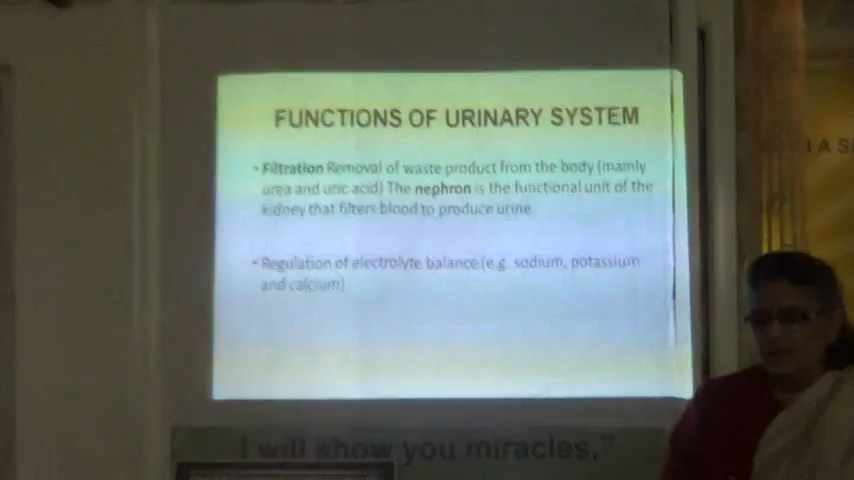 FUNCTIONS OF URINARY SYSTEM
• Filtration Removal of waste product from the body (mainly
urea and uric acid) The nephron is the functional unit of the
kidney that filters blood to produce urine
• Regulation of electrolyte balance (e.g. sodium, potassium
and calcium)
I will show you miracles."
I A S